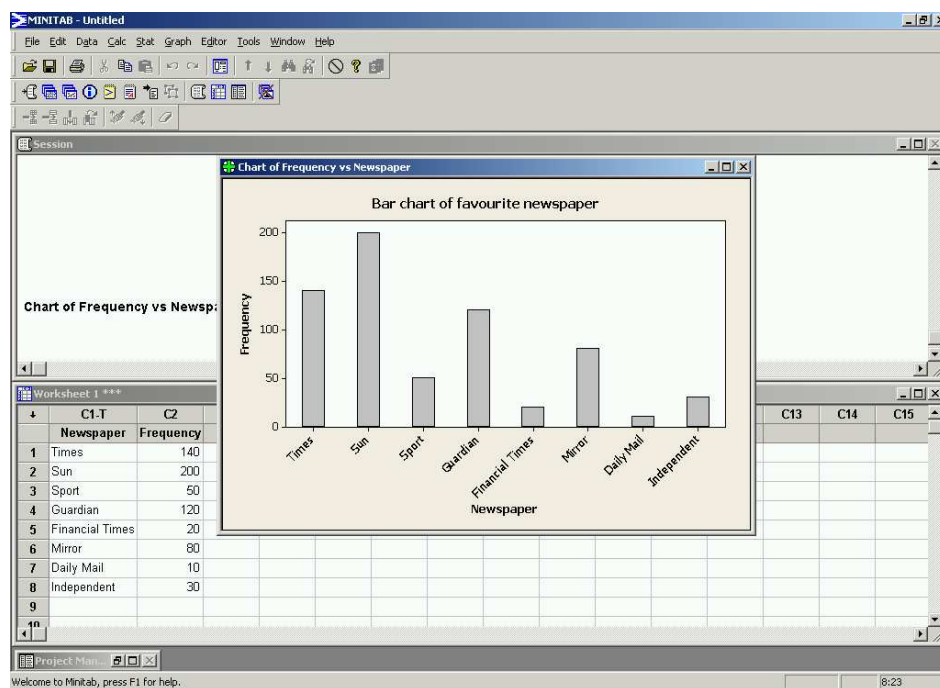 MINITAB - Untitled
File Edit Data Calc Stat Graph Editor Tools Window Help
Session
Chart of Frequency vs Newspaper
Bar chart of favourite newspaper
200
150
100
50
0
Frequency
Times Sun Sport Guardian Financial Times Mirror Daily Mail Independent
Newspaper
Chart of Frequency vs Newspa
Worksheet 1 ***
C1-T C2 C13 C14 C15
Newspaper Frequency
1 Times 140
2 Sun 200
3 Sport 50
4 Guardian 120
5 Financial Times 20
6 Mirror 80
7 Daily Mail 10
8 Independent 30
9
10
Project Man...
Welcome to Minitab, press F1 for help. 8:23